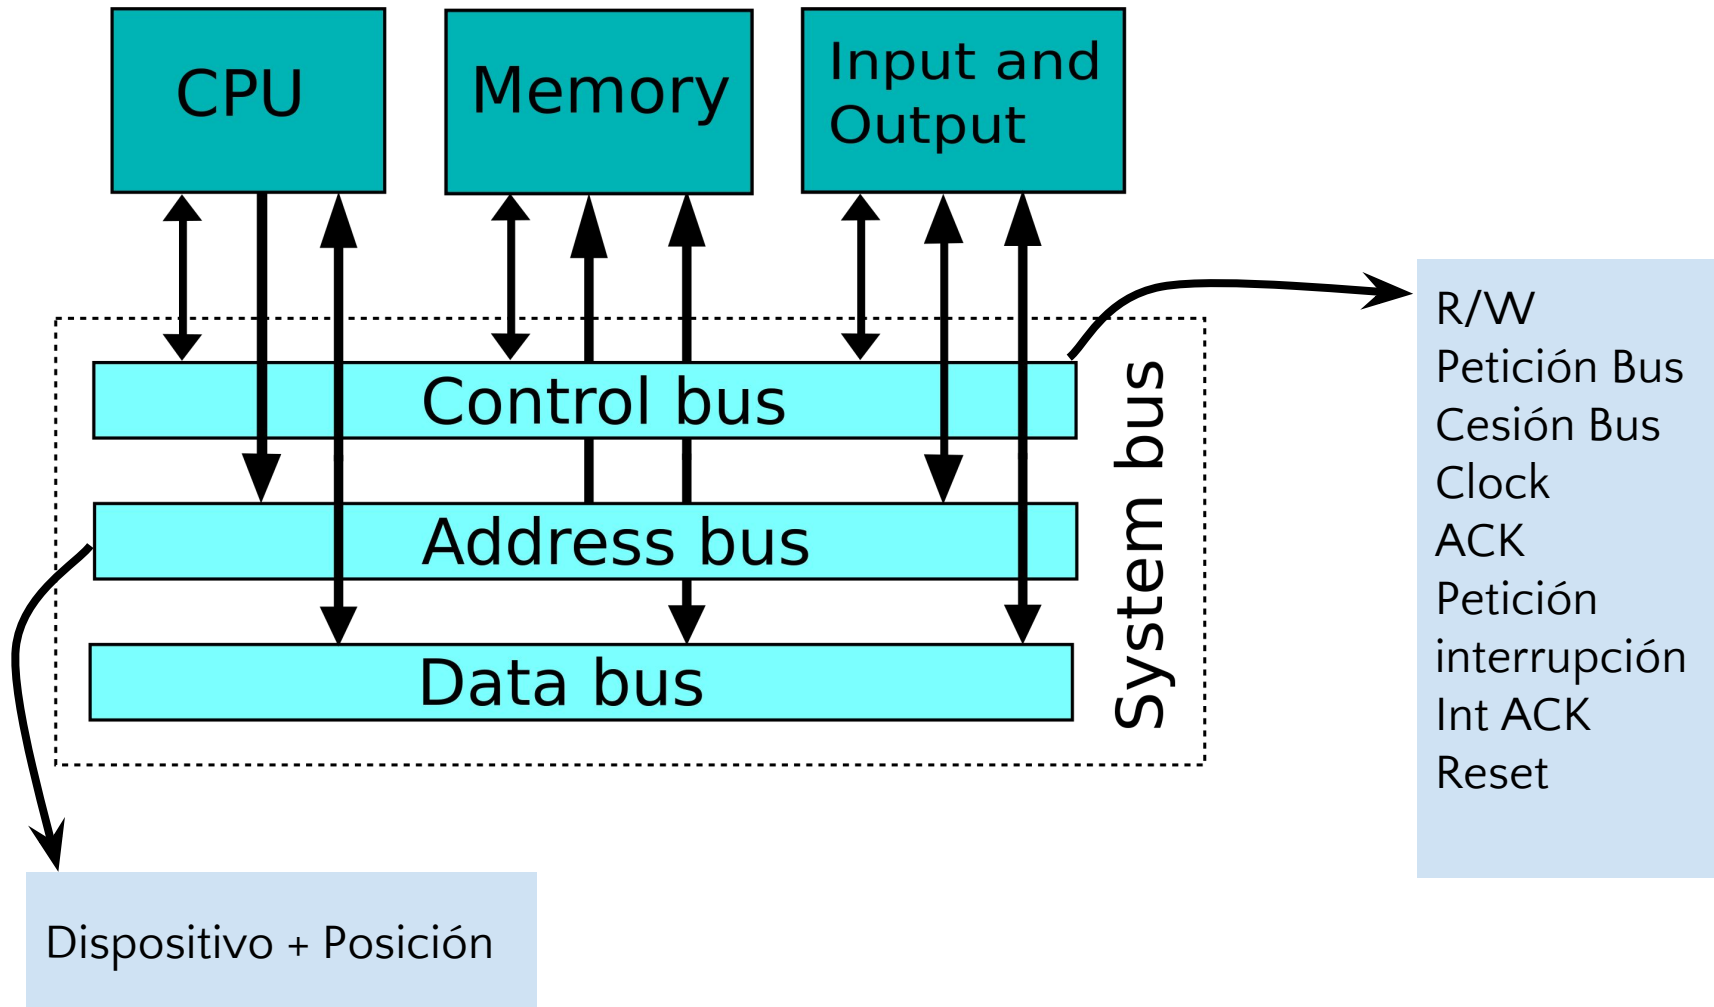 CPU
Memory
Input and
Output
Control bus
Address bus
Data bus
System bus
R/W
Petición Bus
Cesión Bus
Clock
ACK
Petición
interrupción
Int ACK
Reset
Dispositivo + Posición